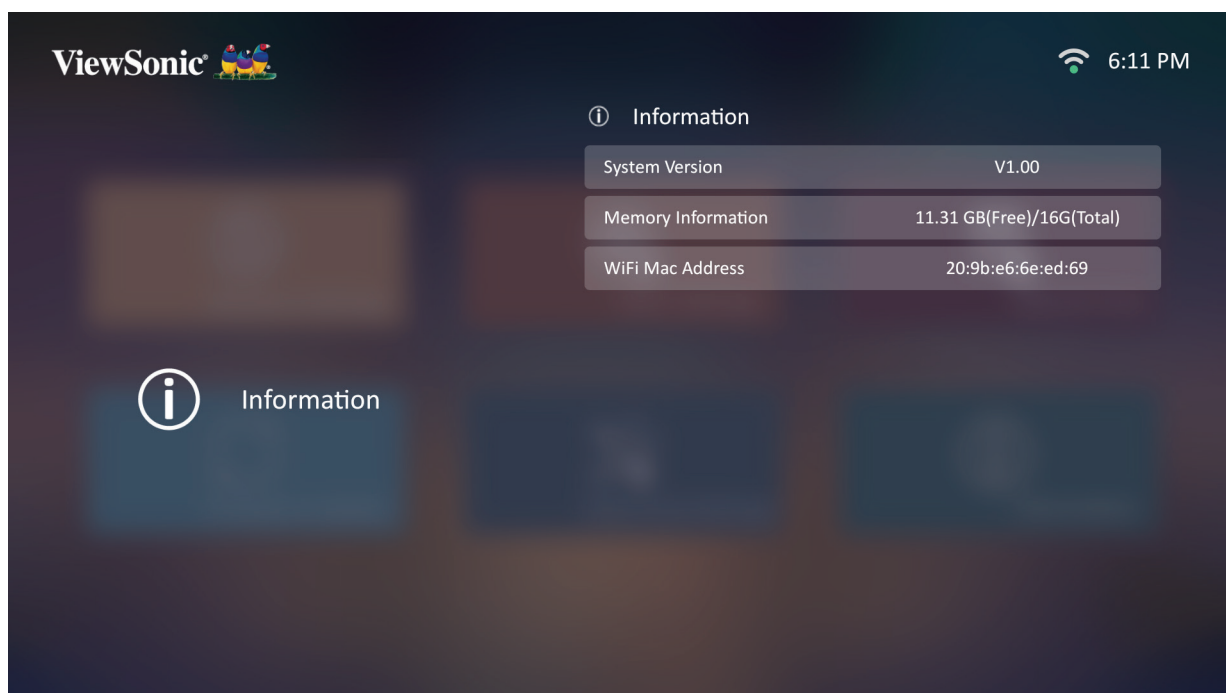 ViewSonic®
6:11 PM
Information
System Version V1.00
Memory Information 11.31 GB(Free)/16G(Total)
WiFi Mac Address 20:9b:e6:6e:ed:69
Information